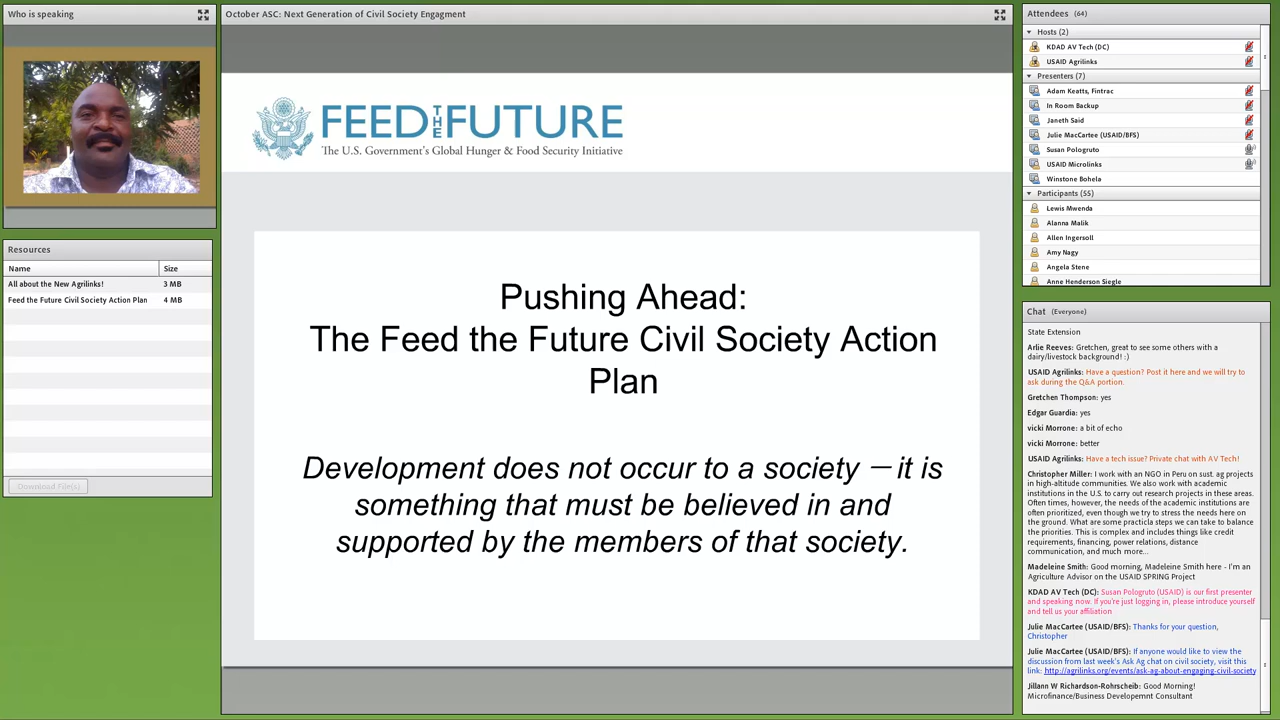 Who is speaking
October ASC: Next Generation of Civil Society Engagment
FEED THE FUTURE
The U.S. Government's Global Hunger & Food Security Initiative
Pushing Ahead:
The Feed the Future Civil Society Action
Plan
Development does not occur to a society — it is
something that must be believed in and
supported by the members of that society.
Resources
Name Size
All about the New Agrilinks! 3 MB
Feed the Future Civil Society Action Plan 4 MB
Download File(s)
Attendees (64)
Hosts (2)
KDAD AV Tech (DC)
USAID Agrilinks
Presenters (7)
Adam Keatts, Fintrac
In Room Backup
Janeth Said
Julie MacCartee (USAID/BFS)
Susan Pologruto
USAID Microlinks
Winstone Bohela
Participants (55)
Lewis Mwenda
Alanna Malik
Allen Ingersoll
Amy Nagy
Angela Stene
Anne Henderson Siegle
Chat (Everyone)
State Extension
Arlie Reeves: Gretchen, great to see some others with a
dairy/livestock background! :)
USAID Agrilinks: Have a question? Post it here and we will try to
ask during the Q&A portion.
Gretchen Thompson: yes
Edgar Guardia: yes
vicki Morrone: a bit of echo
vicki Morrone: better
USAID Agrilinks: Have a tech issue? Private chat with AV Tech!
Christopher Miller: I work with an NGO in Peru on sust. ag projects
in high-altitude communities. We also work with academic
institutions in the U.S. to carry out research projects in these areas.
Often times, however, the needs of the academic institutions are
often prioritized, even though we try to stress the needs here on
the ground. What are some practicla steps we can take to balance
the priorities. This is complex and includes things like credit
requirements, financing, power relations, distance
communication, and much more...
Madeleine Smith: Good morning, Madeleine Smith here - I'm an
Agriculture Advisor on the USAID SPRING Project
KDAD AV Tech (DC): Susan Pologruto (USAID) is our first presenter
and speaking now. If you're just logging in, please introduce yourself
and tell us your affiliation
Julie MacCartee (USAID/BFS): Thanks for your question,
Christopher
Julie MacCartee (USAID/BFS): If anyone would like to view the
discussion from last week's Ask Ag chat on civil society, visit this
link: http://agrilinks.org/events/ask-ag-about-engaging-civil-society
Jillann W Richardson-Rohrscheib: Good Morning!
Microfinance/Business Developemnt Consultant